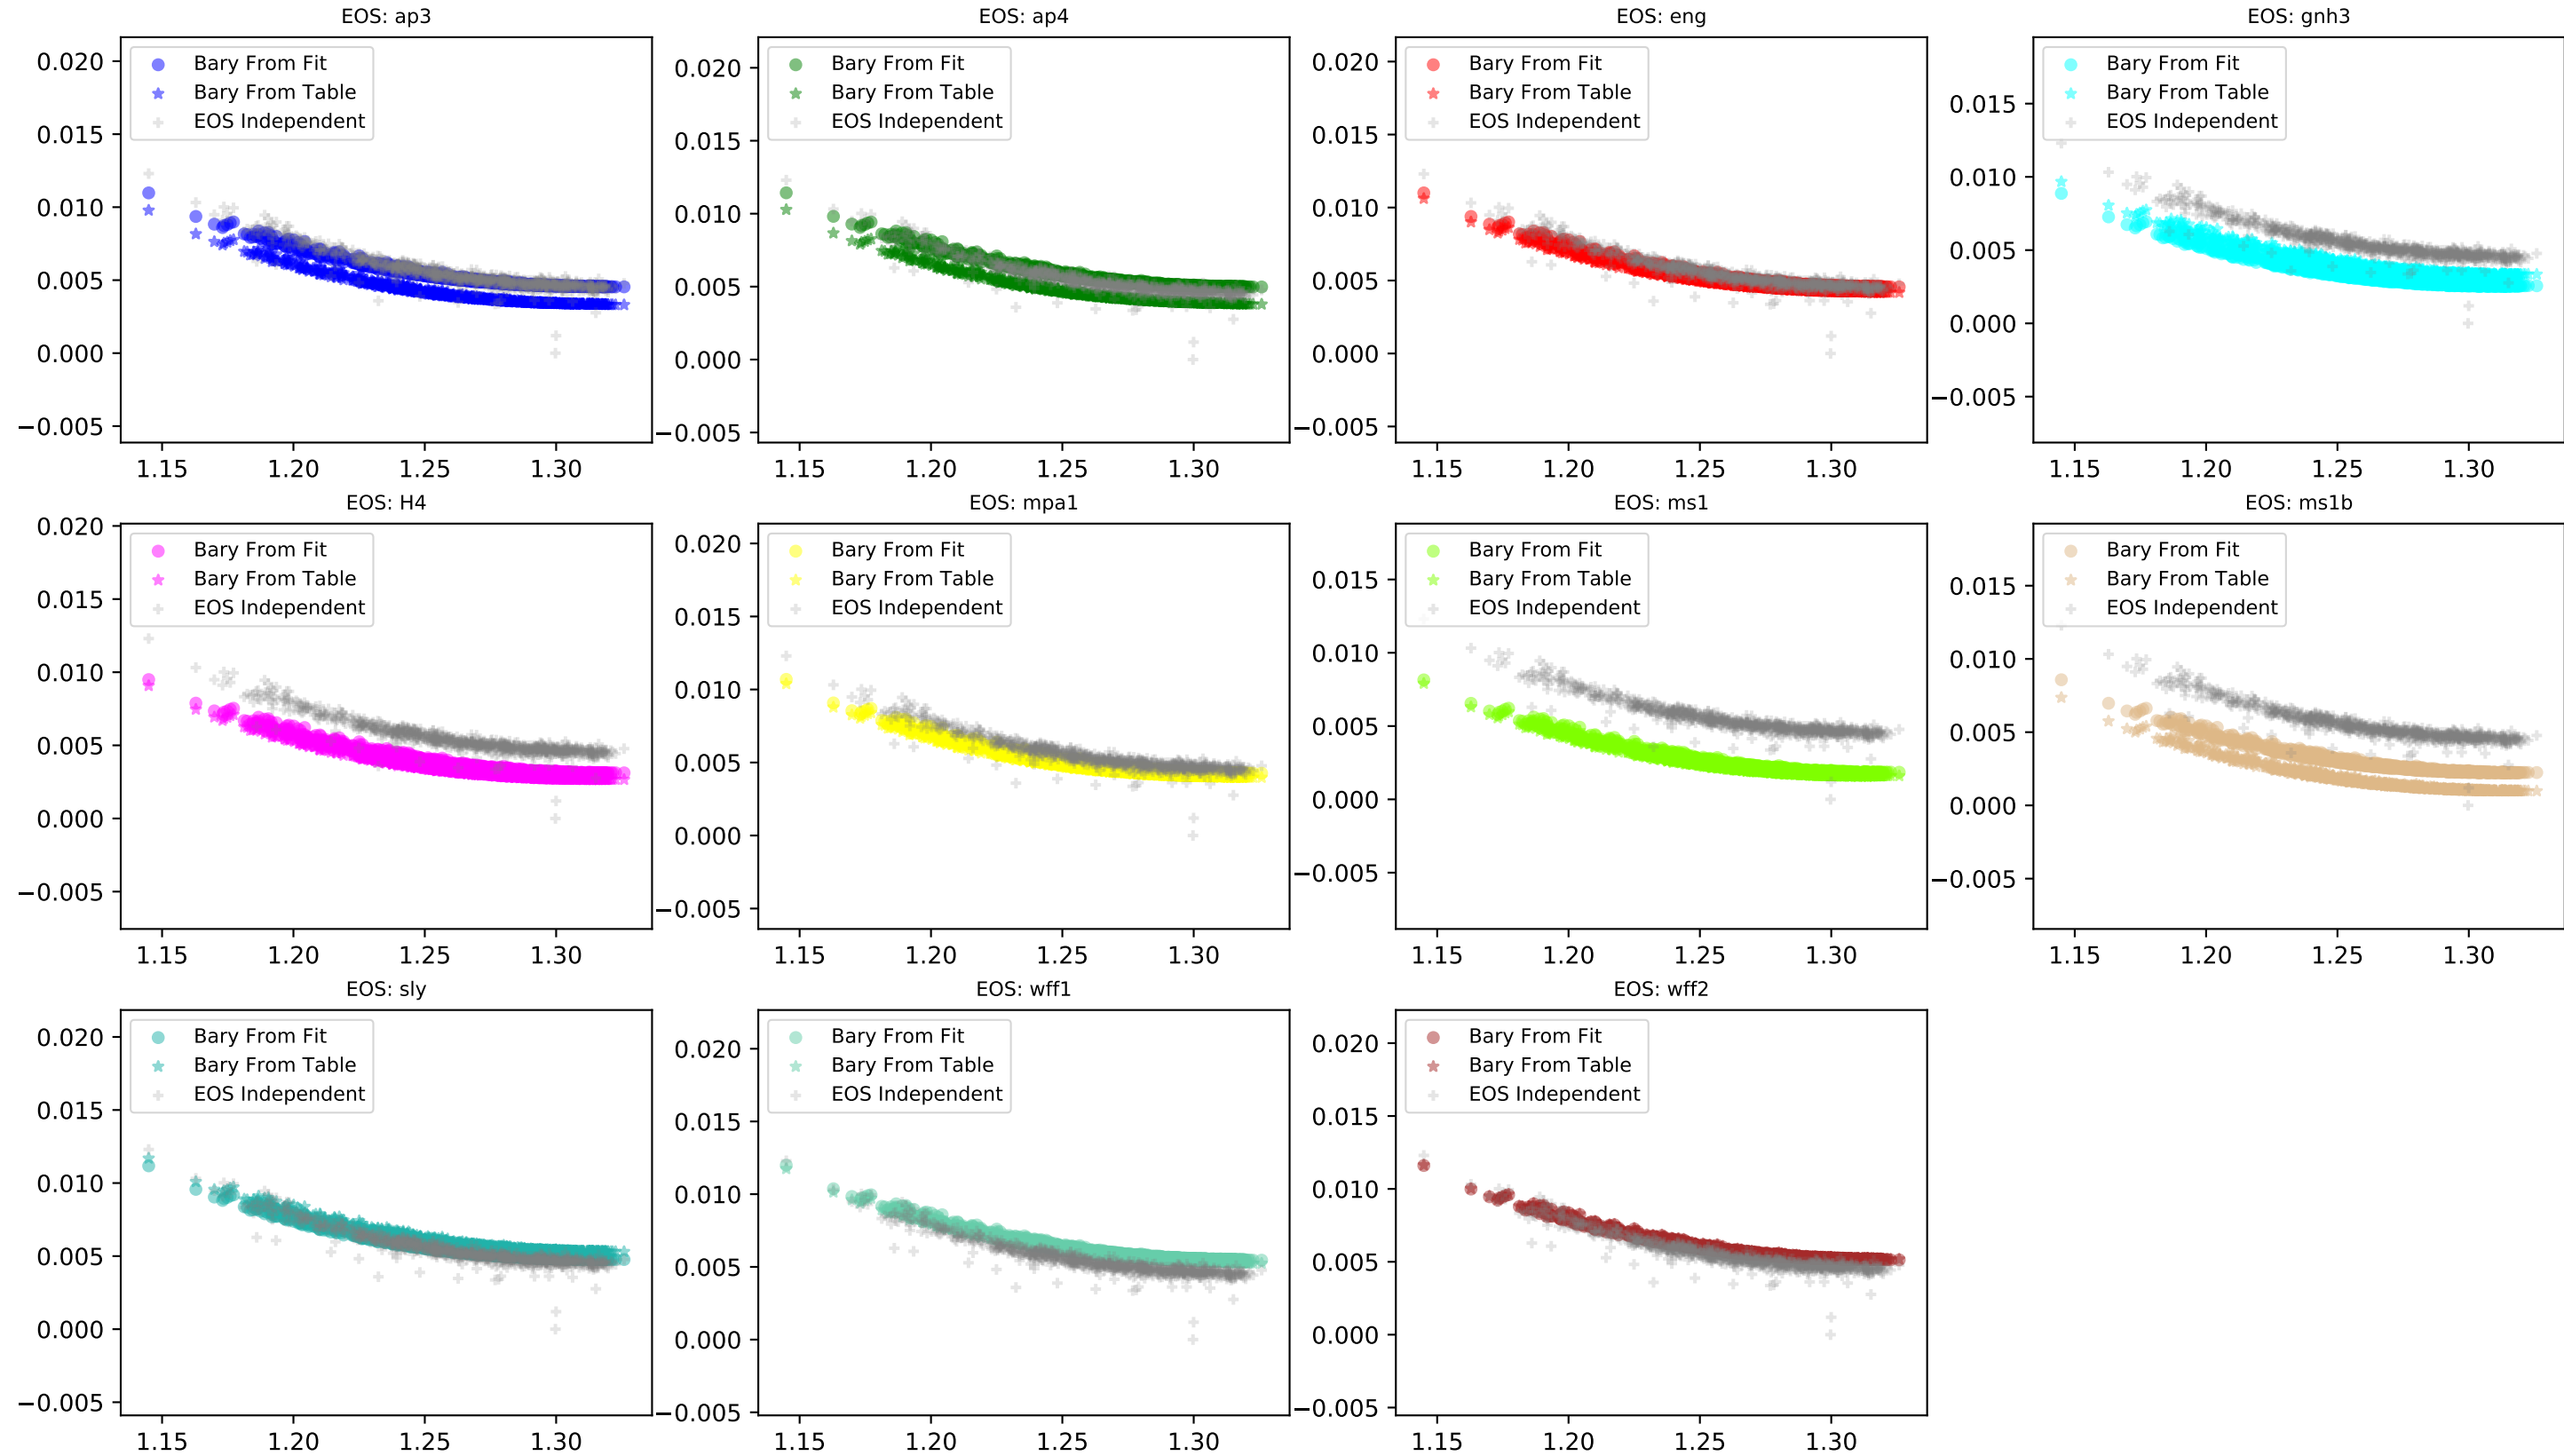 EOS: ap3
0.020
0.015
0.010
0.005
0.000
−0.005
Bary From Fit
Bary From Table
EOS Independent
1.15 1.20 1.25 1.30
EOS: ap4
0.020
0.015
0.010
0.005
0.000
−0.005
Bary From Fit
Bary From Table
EOS Independent
1.15 1.20 1.25 1.30
EOS: eng
0.020
0.015
0.010
0.005
0.000
−0.005
Bary From Fit
Bary From Table
EOS Independent
1.15 1.20 1.25 1.30
EOS: gnh3
0.015
0.010
0.005
0.000
−0.005
Bary From Fit
Bary From Table
EOS Independent
1.15 1.20 1.25 1.30
EOS: H4
0.020
0.015
0.010
0.005
0.000
−0.005
Bary From Fit
Bary From Table
EOS Independent
1.15 1.20 1.25 1.30
EOS: mpa1
0.020
0.015
0.010
0.005
0.000
−0.005
Bary From Fit
Bary From Table
EOS Independent
1.15 1.20 1.25 1.30
EOS: ms1
0.015
0.010
0.005
0.000
−0.005
Bary From Fit
Bary From Table
EOS Independent
1.15 1.20 1.25 1.30
EOS: ms1b
0.015
0.010
0.005
0.000
−0.005
Bary From Fit
Bary From Table
EOS Independent
1.15 1.20 1.25 1.30
EOS: sly
0.020
0.015
0.010
0.005
0.000
−0.005
Bary From Fit
Bary From Table
EOS Independent
1.15 1.20 1.25 1.30
EOS: wff1
0.020
0.015
0.010
0.005
0.000
−0.005
Bary From Fit
Bary From Table
EOS Independent
1.15 1.20 1.25 1.30
EOS: wff2
0.020
0.015
0.010
0.005
0.000
−0.005
Bary From Fit
Bary From Table
EOS Independent
1.15 1.20 1.25 1.30